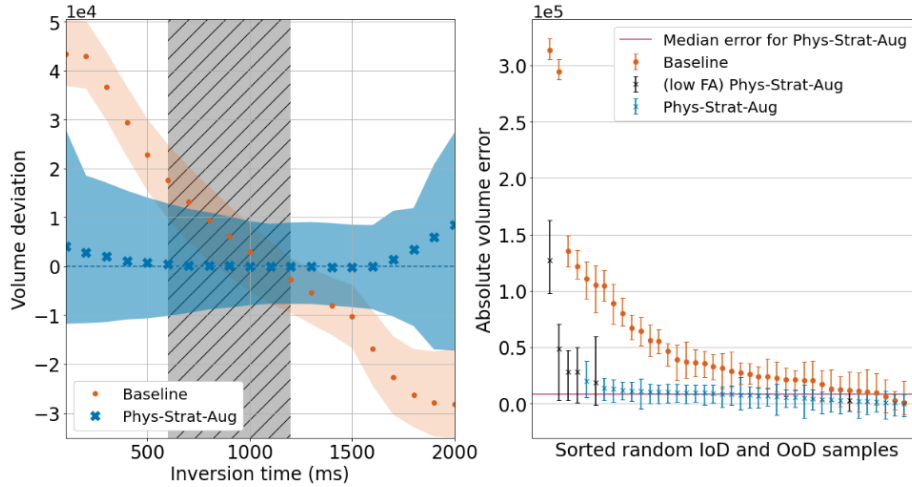 1e4
5
4
3
2
1
0
−1
−2
−3
Volume deviation
500
1000
1500
2000
Inversion time (ms)
Baseline
Phys-Strat-Aug
1e5
3.0
2.5
2.0
1.5
1.0
0.5
0.0
Absolute volume error
Median error for Phys-Strat-Aug
Baseline
(low FA) Phys-Strat-Aug
Phys-Strat-Aug
Sorted random IoD and OoD samples